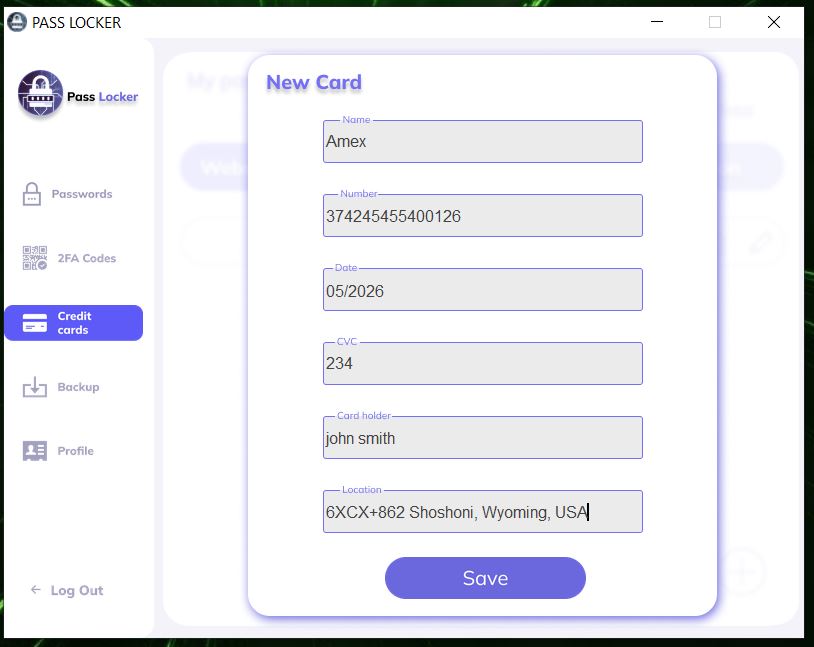 PASS LOCKER
Pass Locker
Passwords
2FA Codes
Credit
cards
Backup
Profile
Log Out
New Card
Name
Amex
Number
374245455400126
Date
05/2026
CVC
234
Card holder
john smith
Location
6XCX+862 Shoshoni, Wyoming, USA
Save